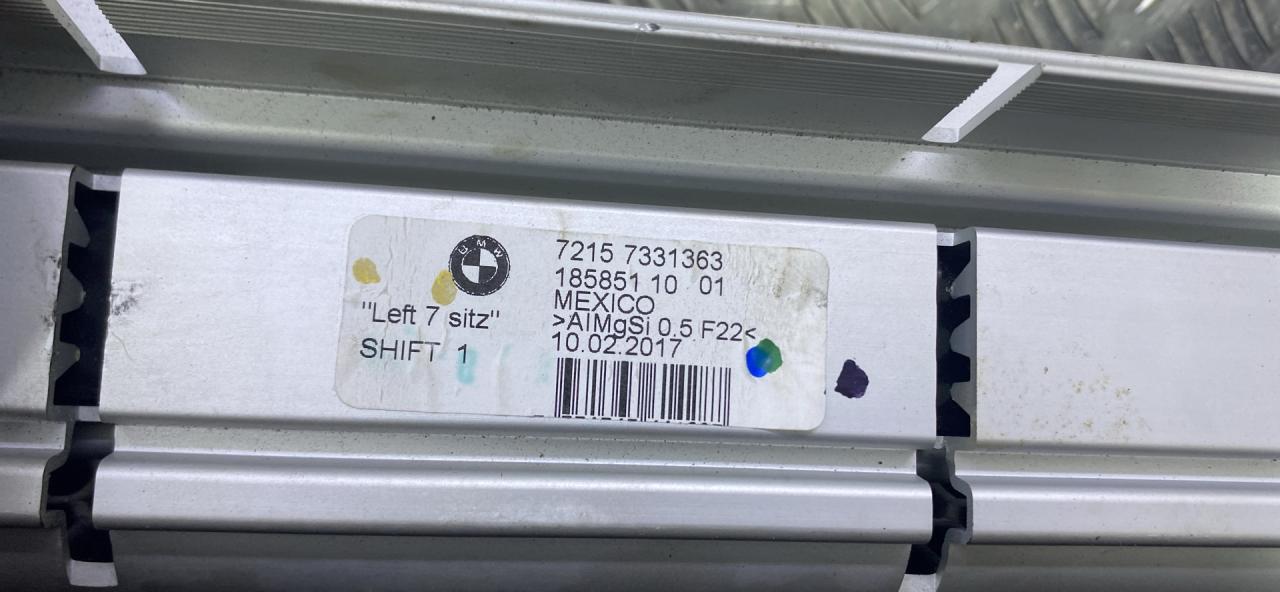 BMW
7215 7331363
185851 10 01
MEXICO
"Left 7 sitz"
>AlMgSi 0.5 F22<
SHIFT 1
10.02.2017